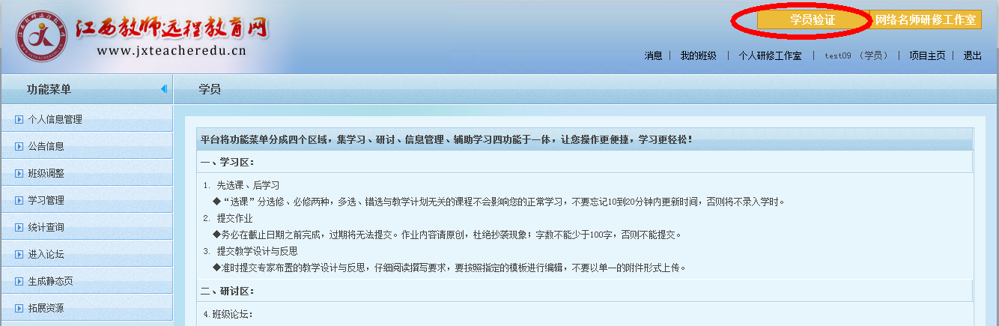 江西教师远程教育网
www.jxteacheredu.cn
学员验证 网络名师研修工作室
消息 | 我的班级 | 个人研修工作室 | test09 （学员） | 项目主页 | 退出
功能菜单
学员
个人信息管理
公告信息
班级调整
学习管理
统计查询
进入论坛
生成静态页
拓展资源
平台将功能菜单分成四个区域，集学习、研讨、信息管理、辅助学习四功能于一体，让您操作更便捷，学习更轻松！
一、学习区：
1. 先选课、后学习
◆“选课”分选修、必修两种，多选、错选与教学计划无关的课程不会影响您的正常学习，不要忘记10到20分钟内更新时间，否则将不录入学时。
2. 提交作业
◆务必在截止日期之前完成，过期将无法提交。作业内容请原创，杜绝抄袭现象；字数不能少于100字，否则不能提交。
3. 提交教学设计与反思
◆准时提交专家布置的教学设计与反思，仔细阅读撰写要求，要按照指定的模板进行编辑，不要以单一的附件形式上传。
二、研讨区：
4.班级论坛：